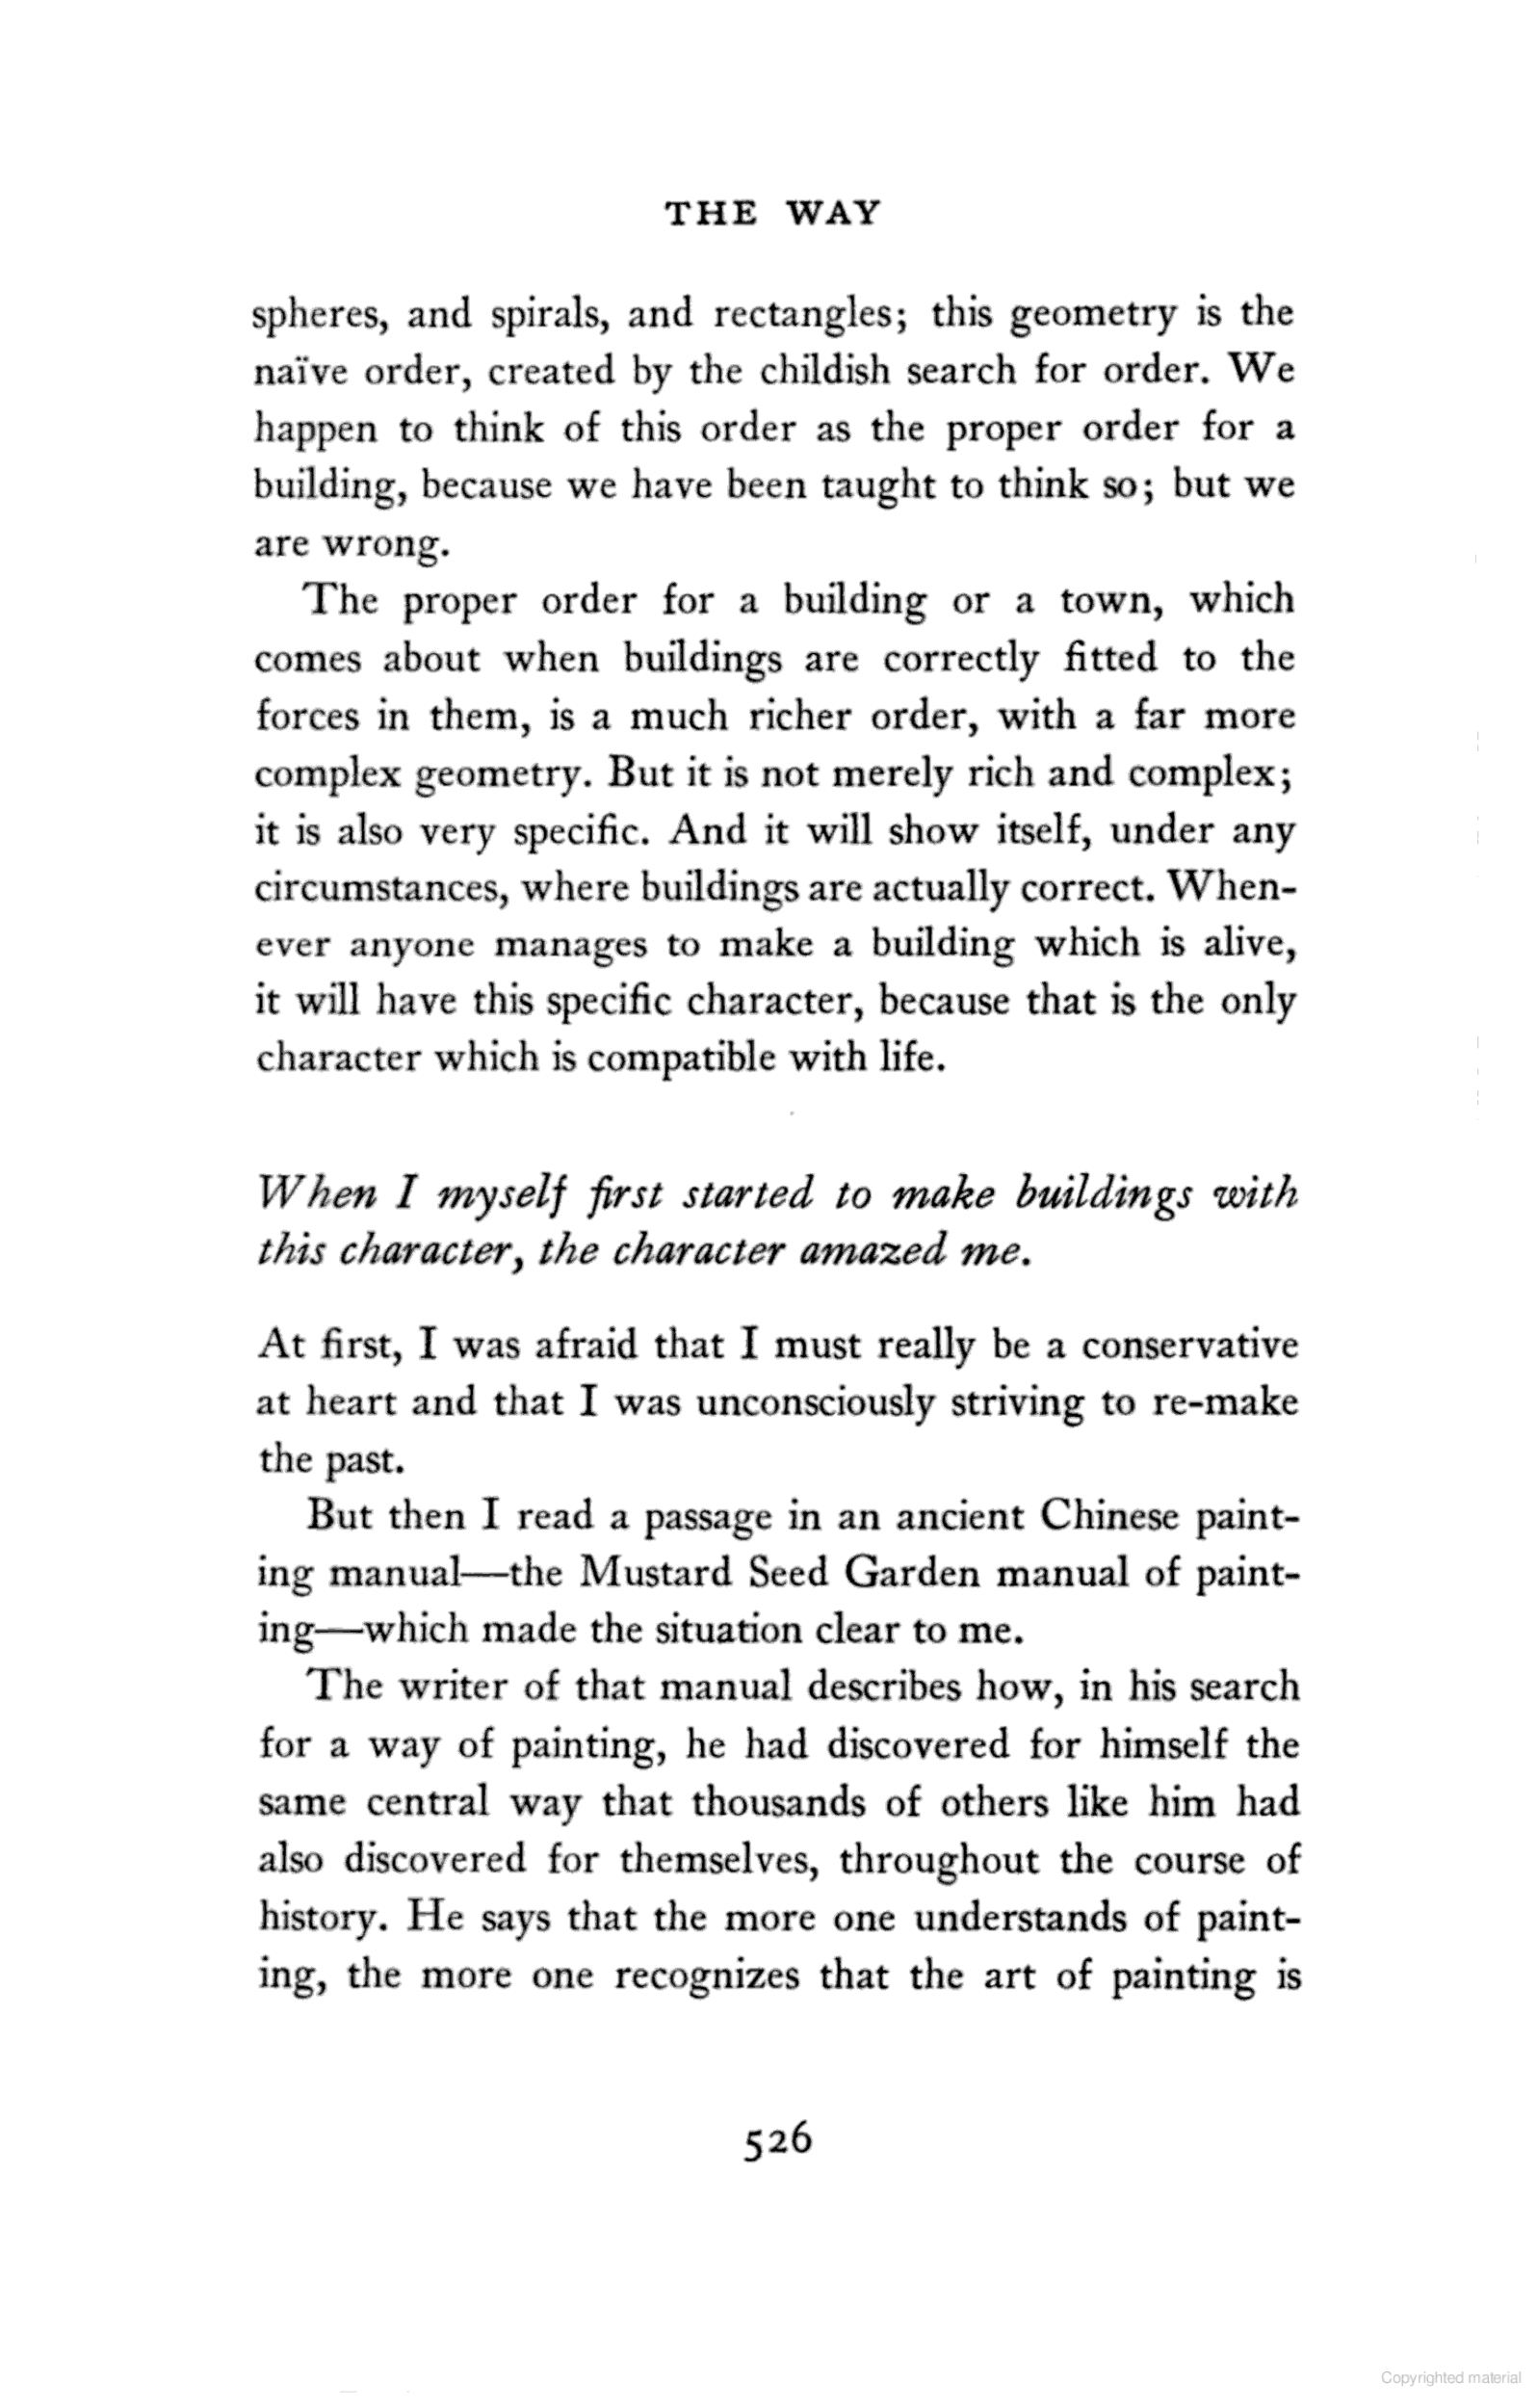 THE WAY
spheres, and spirals, and rectangles; this geometry is the
naïve order, created by the childish search for order. We
happen to think of this order as the proper order for a
building, because we have been taught to think so; but we
are wrong.
The proper order for a building or a town, which
comes about when buildings are correctly fitted to the
forces in them, is a much richer order, with a far more
complex geometry. But it is not merely rich and complex;
it is also very specific. And it will show itself, under any
circumstances, where buildings are actually correct. When-
ever anyone manages to make a building which is alive,
it will have this specific character, because that is the only
character which is compatible with life.
When I myself first started to make buildings with
this character, the character amazed me.
At first, I was afraid that I must really be a conservative
at heart and that I was unconsciously striving to re-make
the past.
But then I read a passage in an ancient Chinese paint-
ing manual—the Mustard Seed Garden manual of paint-
ing—which made the situation clear to me.
The writer of that manual describes how, in his search
for a way of painting, he had discovered for himself the
same central way that thousands of others like him had
also discovered for themselves, throughout the course of
history. He says that the more one understands of paint-
ing, the more one recognizes that the art of painting is
526
Copyrighted material